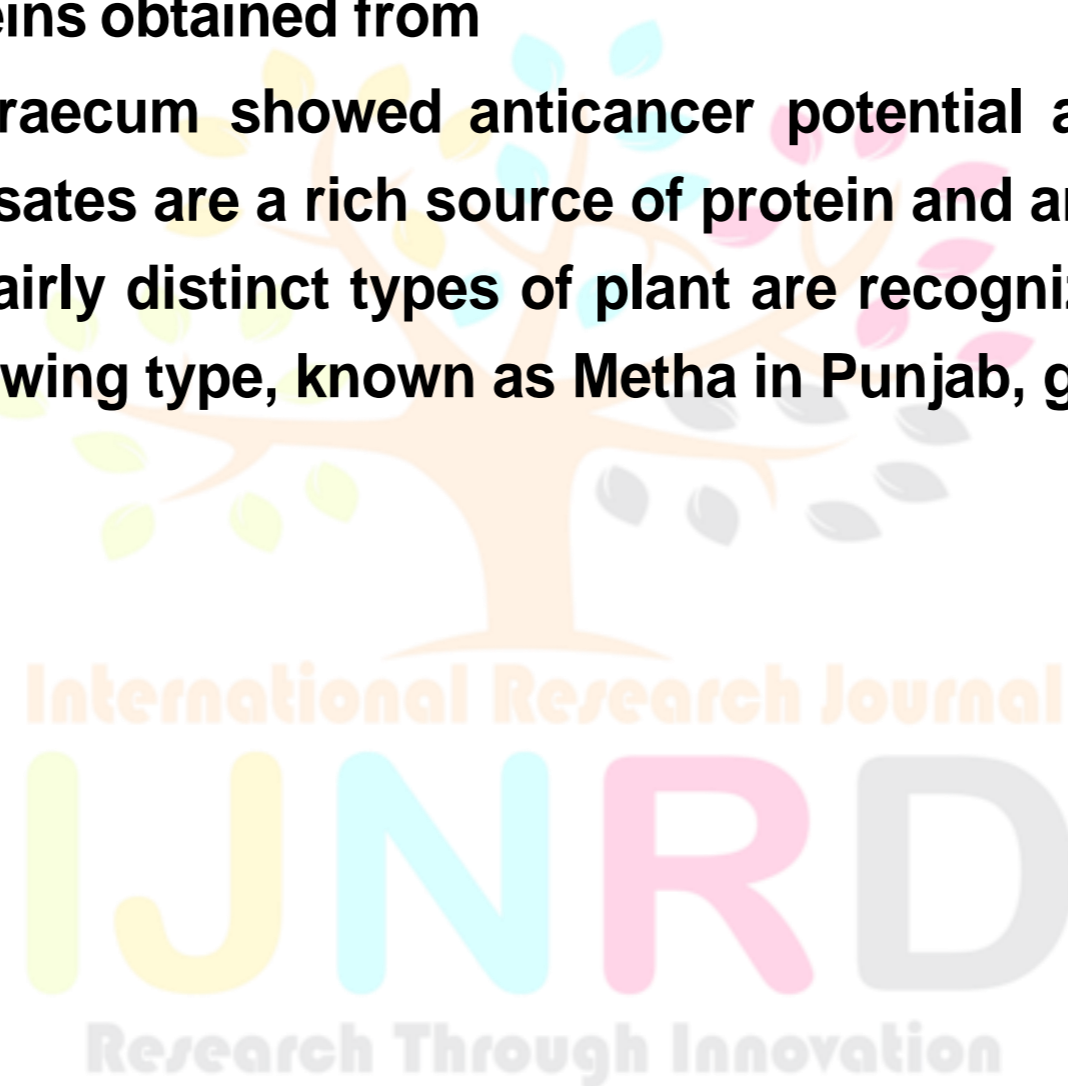 eins obtained from
raecum showed anticancer potential a
sates are a rich source of protein and a
airly distinct types of plant are recogni
wing type, known as Metha in Punjab, g
International Research Journal
IJNRD
Research Through Innovation